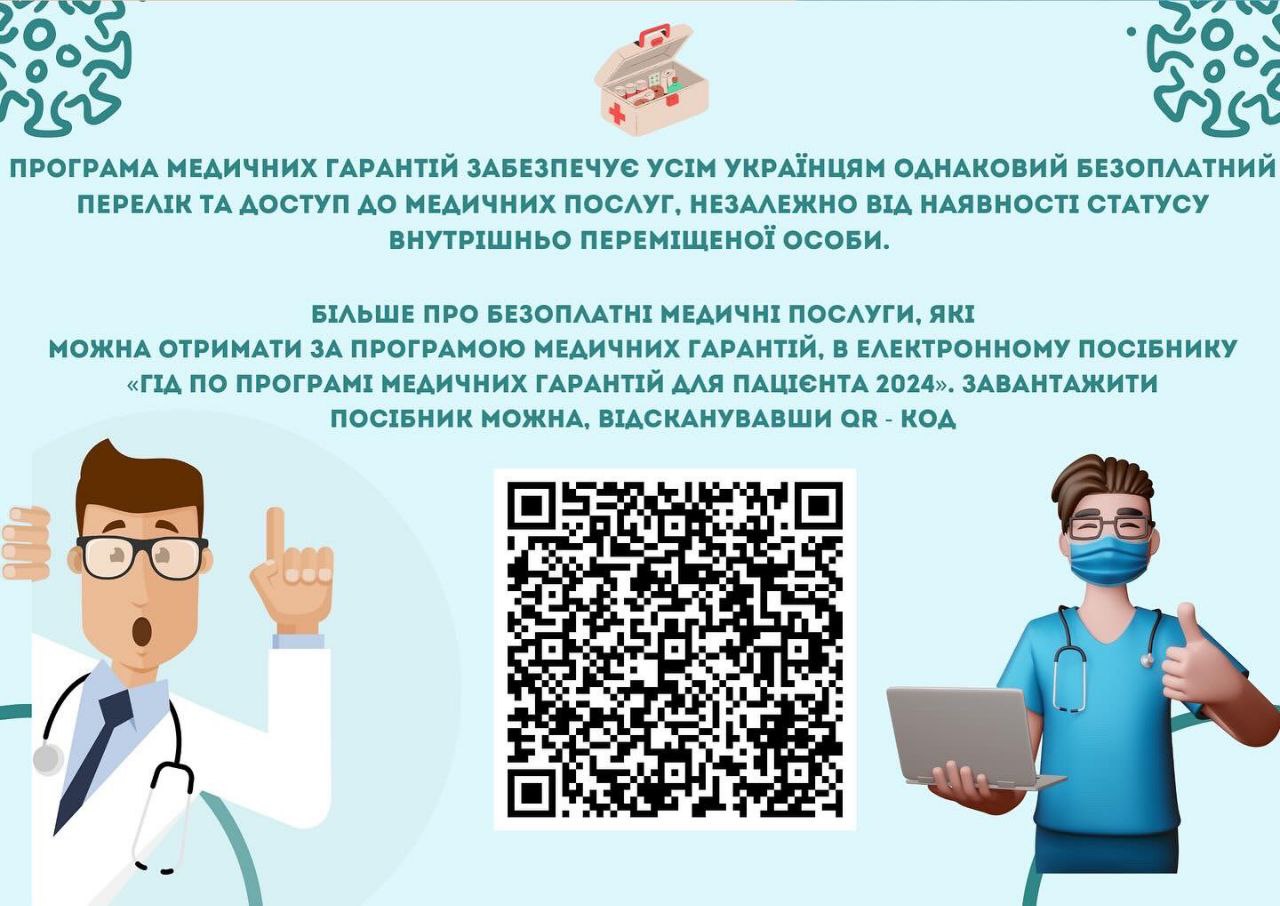 ПРОГРАМА МЕДИЧНИХ ГАРАНТІЙ ЗАБЕЗПЕЧУЄ УСІМ УКРАЇНЦЯМ ОДНАКОВИЙ БЕЗОПЛАТНИЙ
ПЕРЕЛІК ТА ДОСТУП ДО МЕДИЧНИХ ПОСЛУГ, НЕЗАЛЕЖНО ВІД НАЯВНОСТІ СТАТУСУ
ВНУТРІШНЬО ПЕРЕМІЩЕНОЇ ОСОБИ.
БІЛЬШЕ ПРО БЕЗОПЛАТНІ МЕДИЧНІ ПОСЛУГИ, ЯКІ
МОЖНА ОТРИМАТИ ЗА ПРОГРАМОЮ МЕДИЧНИХ ГАРАНТІЙ, В ЕЛЕКТРОННОМУ ПОСІБНИКУ
«ГІД ПО ПРОГРАМІ МЕДИЧНИХ ГАРАНТІЙ ДЛЯ ПАЦІЄНТА 2024». ЗАВАНТАЖИТИ
ПОСІБНИК МОЖНА, ВІДСКАНУВАВШИ QR - КОД